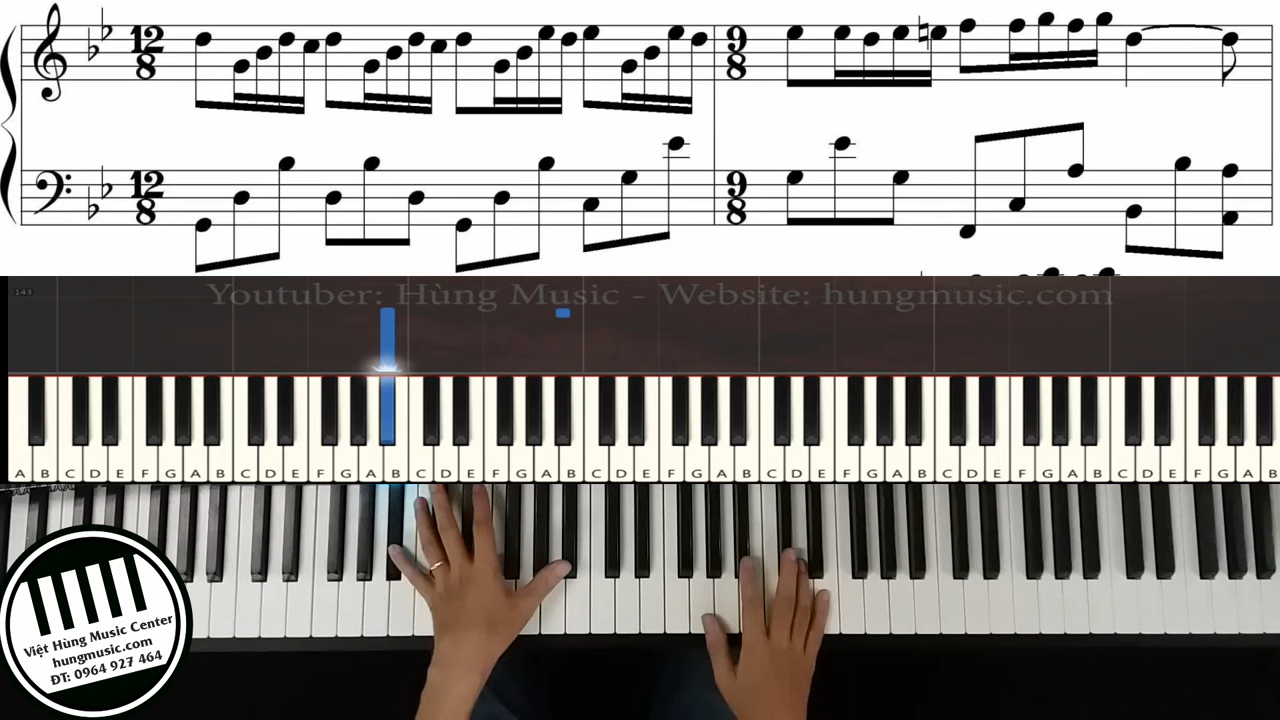 12 9
8 8
12 9
8 8
143
Youtuber: Hùng Music - Website: hungmusic.com
A B C D E F G A B C D E F G A B C D E F G A B C D E F G A B C D E F G A B C D E F G A B C D E F G A B
Việt Hùng Music Center
hungmusic.com
ĐT: 0964 927 464